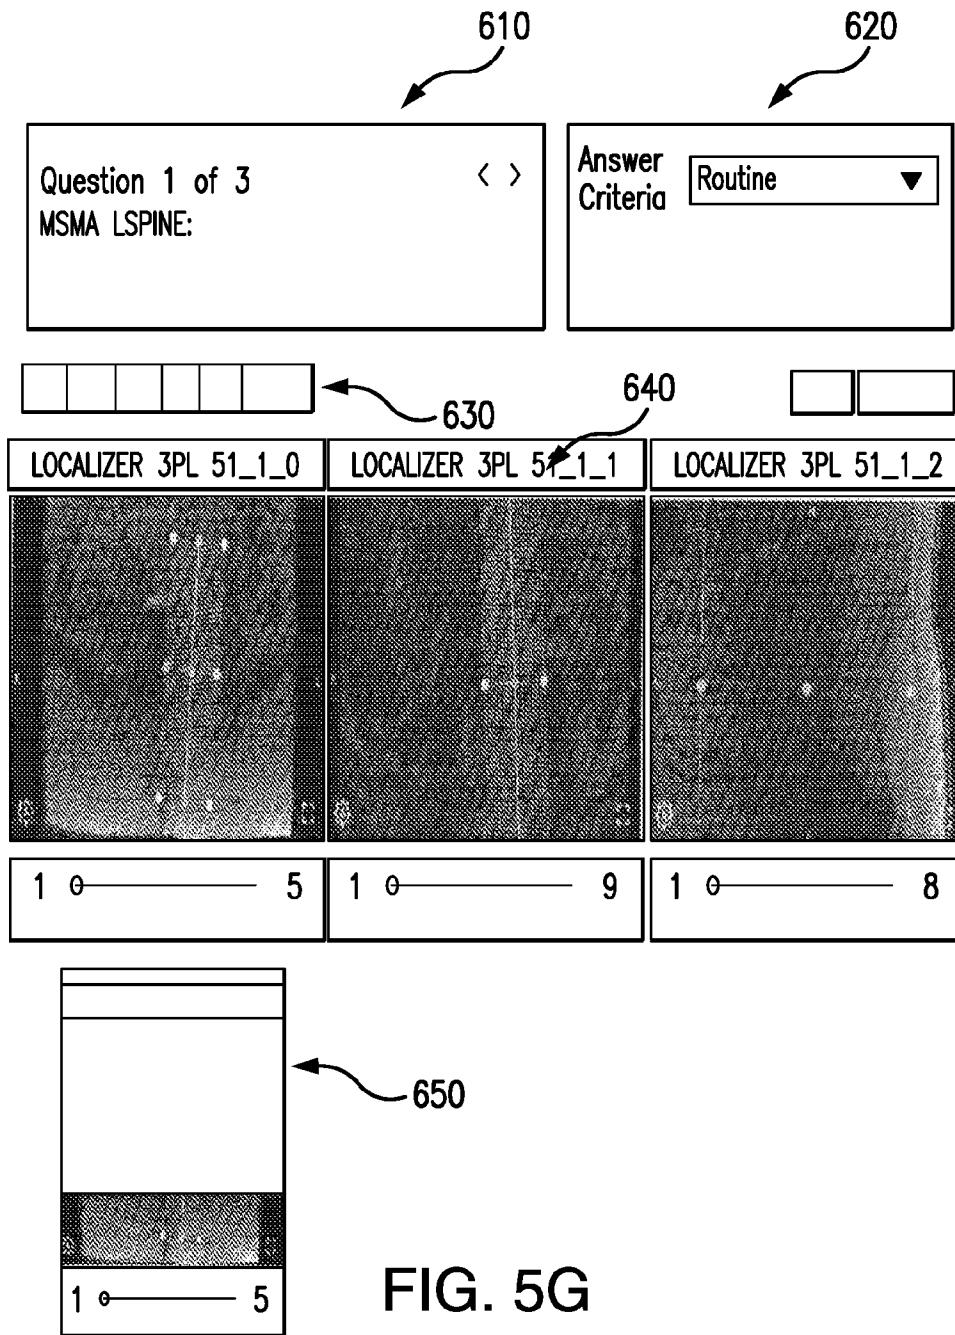 610
620
Question 1 of 3
< >
MSMA LSPINE:
Answer
Criteria
Routine
630
640
LOCALIZER 3PL 51_1_0
LOCALIZER 3PL 51_1_1
LOCALIZER 3PL 51_1_2
1 5
1 9
1 8
650
1 5
FIG. 5G